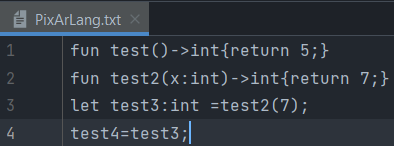 PixArLang.txt
1 fun test()->int{return 5;}
2 fun test2(x:int)->int{return 7;}
3 let test3:int =test2(7);
4 test4=test3;